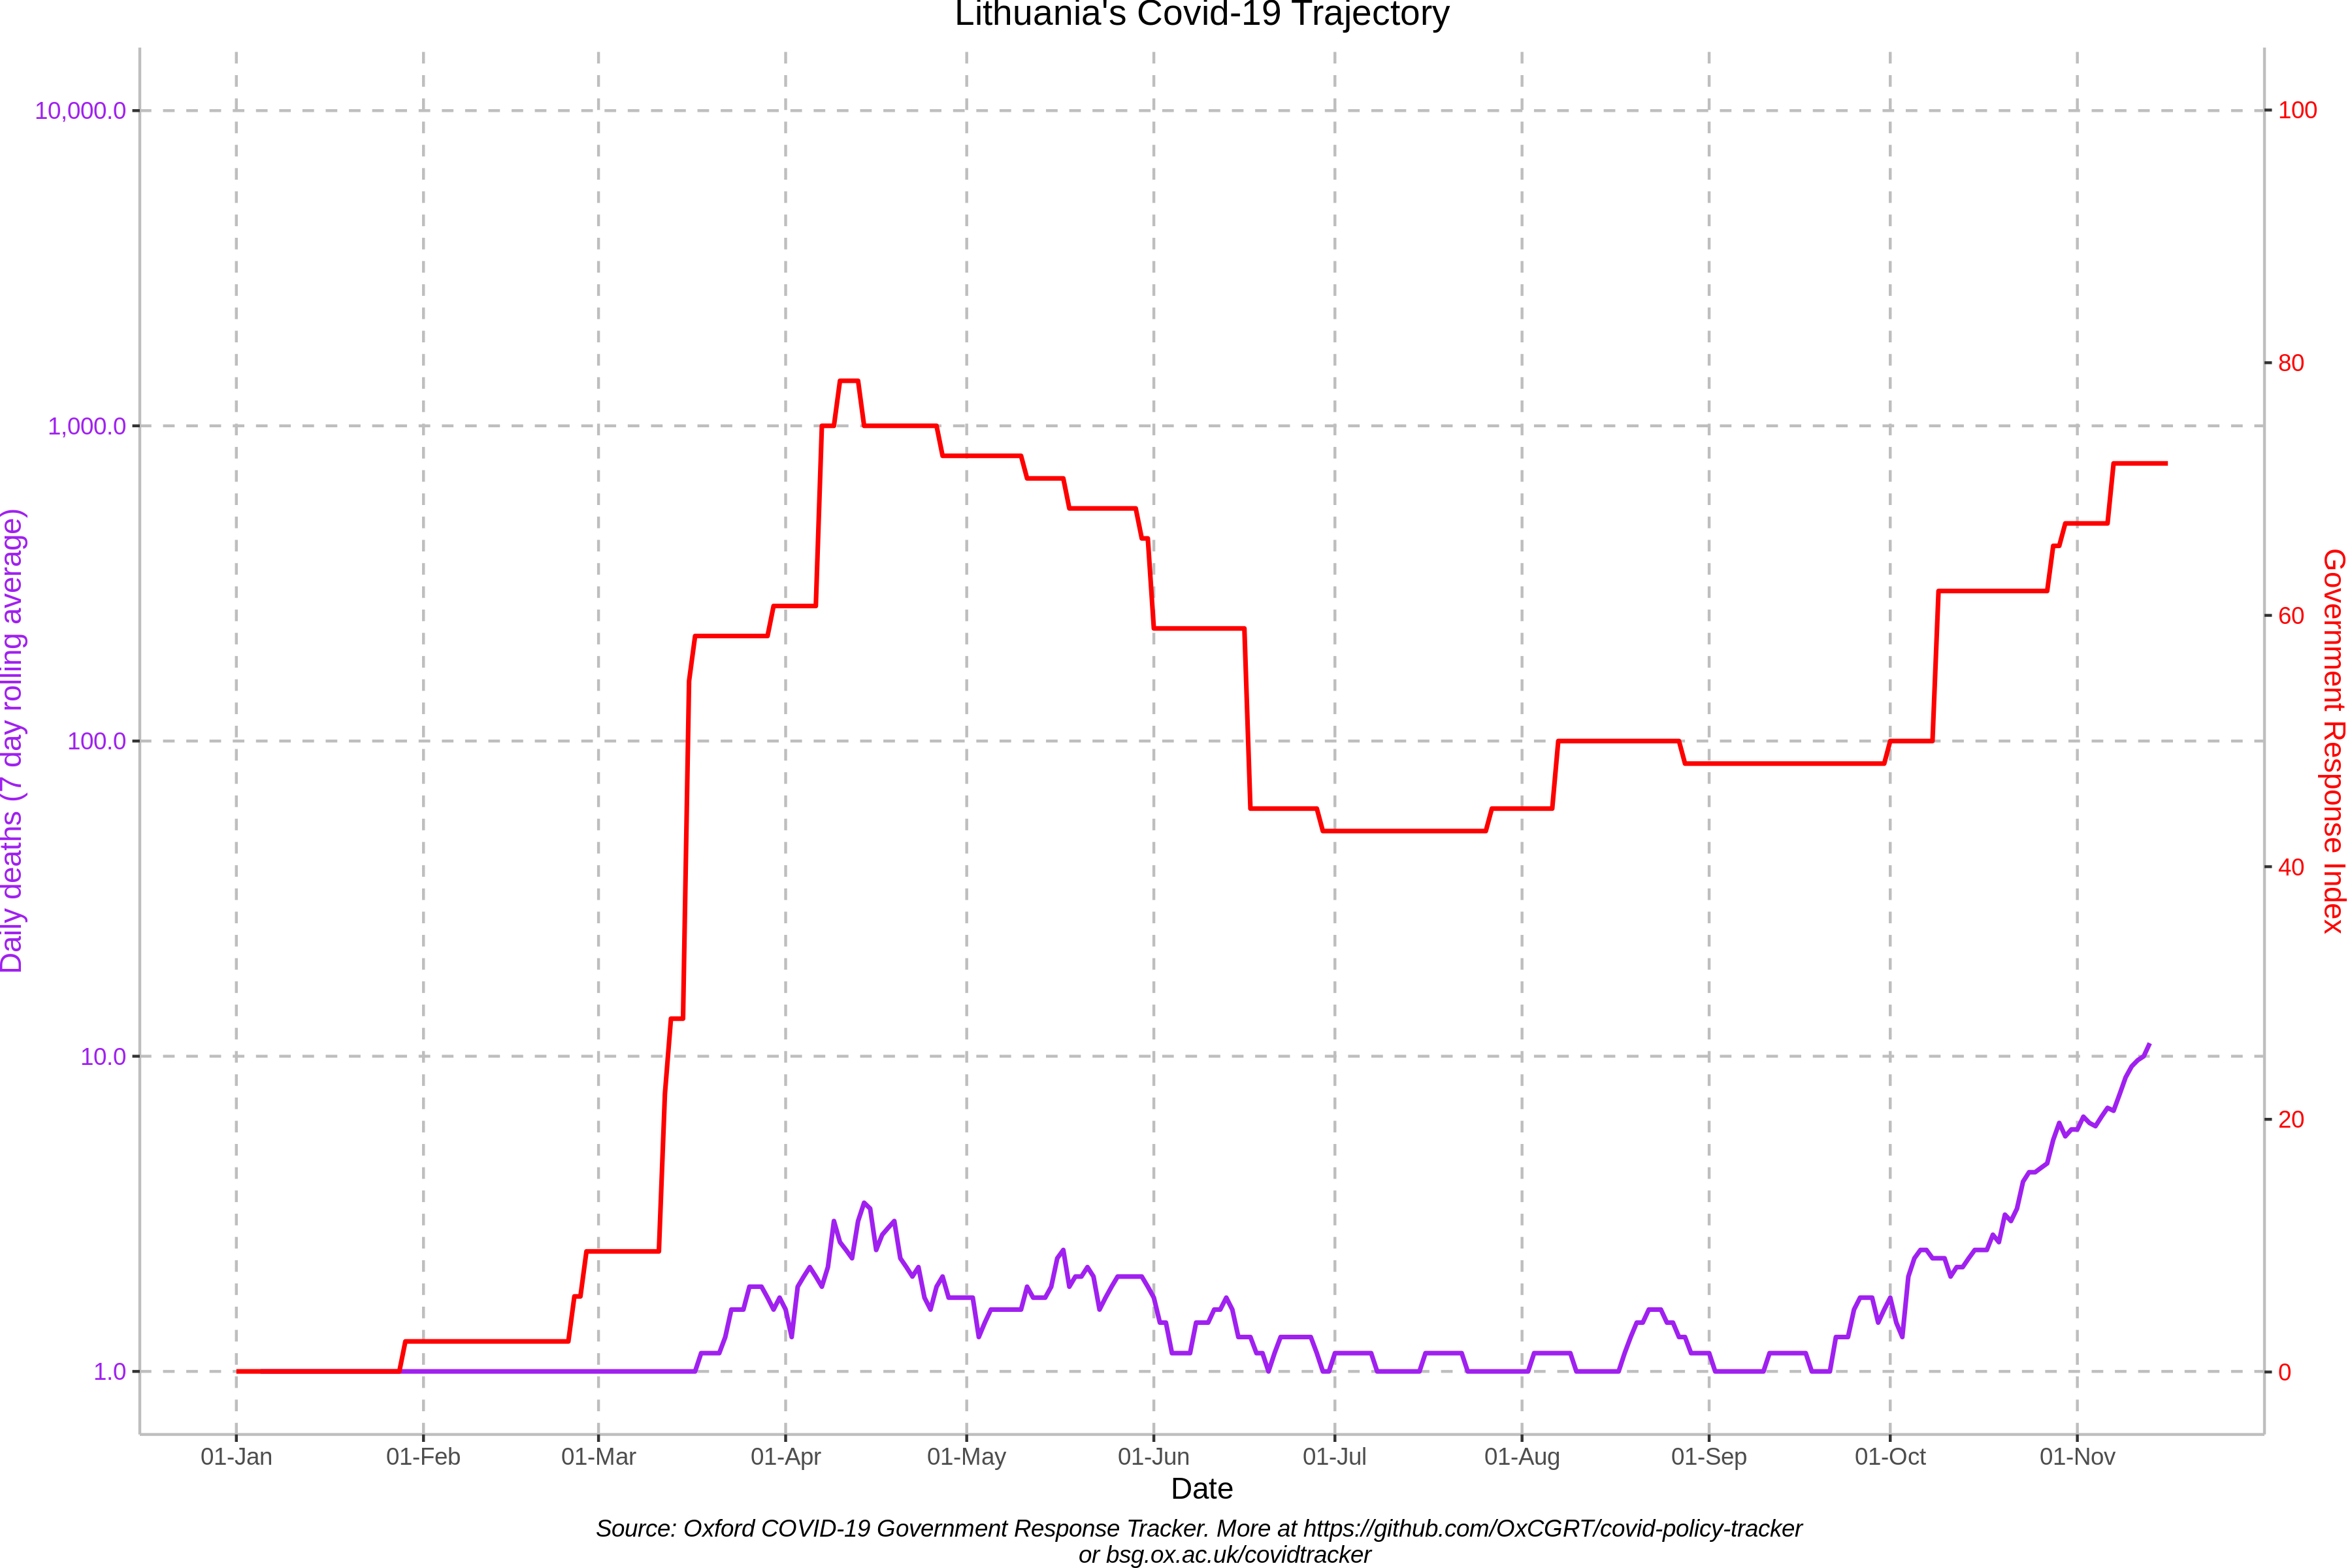 Lithuania's Covid-19 Trajectory
10,000.0
1,000.0
100.0
10.0
1.0
Daily deaths (7 day rolling average)
100
80
60
40
20
0
Government Response Index
01-Jan
01-Feb
01-Mar
01-Apr
01-May
01-Jun
01-Jul
01-Aug
01-Sep
01-Oct
01-Nov
Date
Source: Oxford COVID-19 Government Response Tracker. More at https://github.com/OxCGRT/covid-policy-tracker
or bsg.ox.ac.uk/covidtracker